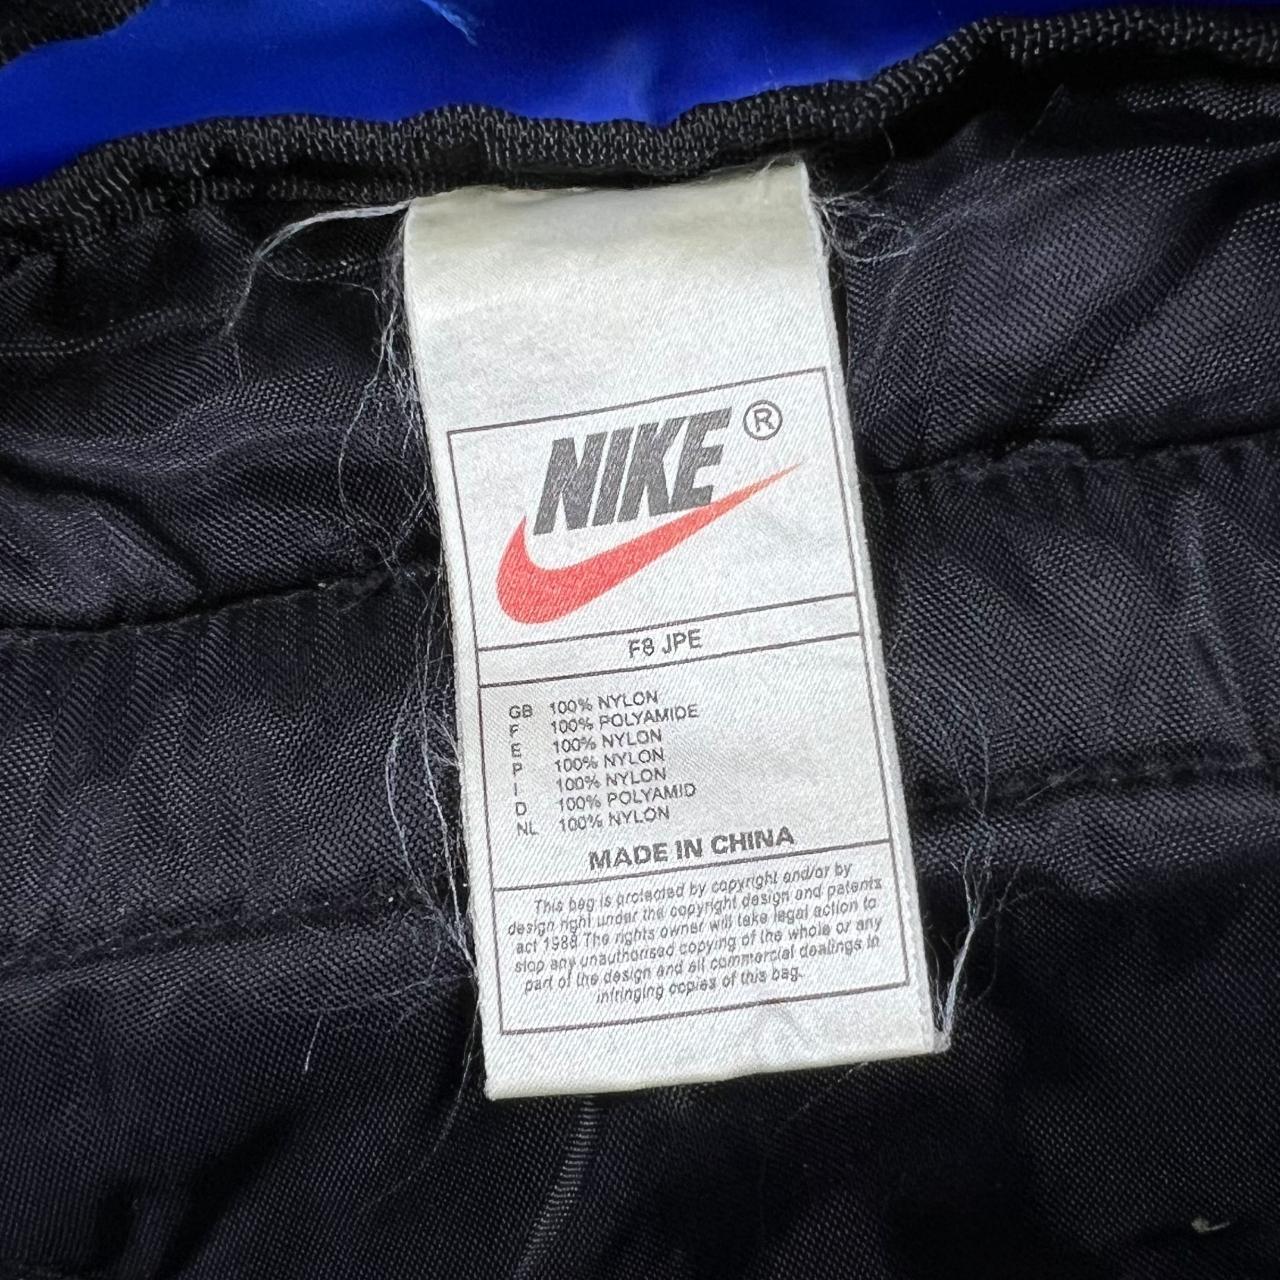 NIKE®
F8 JPE
GB 100% NYLON
F 100% POLYAMIDE
E 100% NYLON
P 100% NYLON
I 100% NYLON
D 100% POLYAMID
NL 100% NYLON
MADE IN CHINA
This bag is protected by copyright and/or by
design right under the copyright design and patents
act 1988 The rights owner will take legal action to
stop any unauthorised copying of the whole or any
part of the design and all commercial dealings in
infringing copies of this bag.